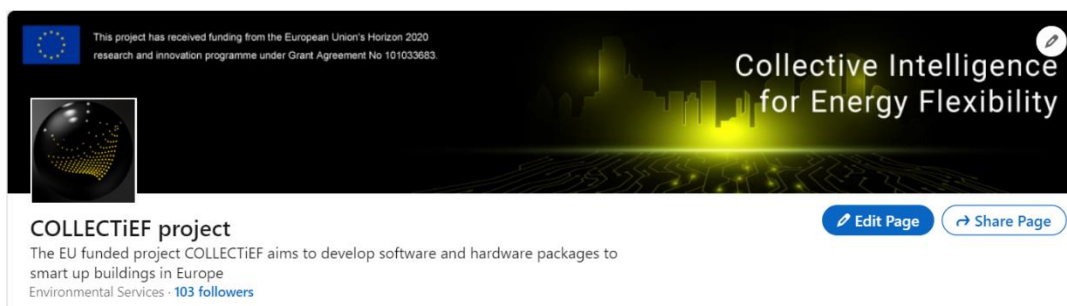 This project has received funding from the European Union's Horizon 2020
research and innovation programme under Grant Agreement No 101033683.
Collective Intelligence
for Energy Flexibility
COLLECTiEF project
The EU funded project COLLECTiEF aims to develop software and hardware packages to
smart up buildings in Europe
Environmental Services · 103 followers
Edit Page
Share Page